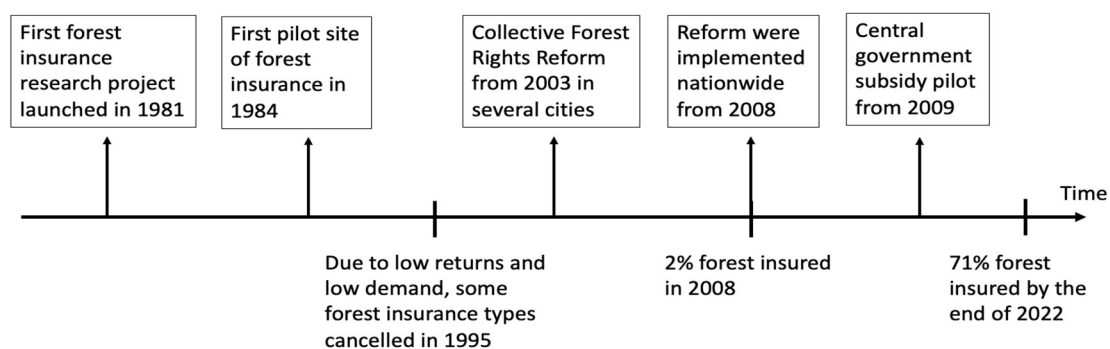 First forest
insurance
research project
launched in 1981
First pilot site
of forest
insurance in
1984
Collective Forest
Rights Reform
from 2003 in
several cities
Reform were
implemented
nationwide
from 2008
Central
government
subsidy pilot
from 2009
Time
Due to low returns and
low demand, some
forest insurance types
cancelled in 1995
2% forest insured
in 2008
71% forest
insured by the
end of 2022